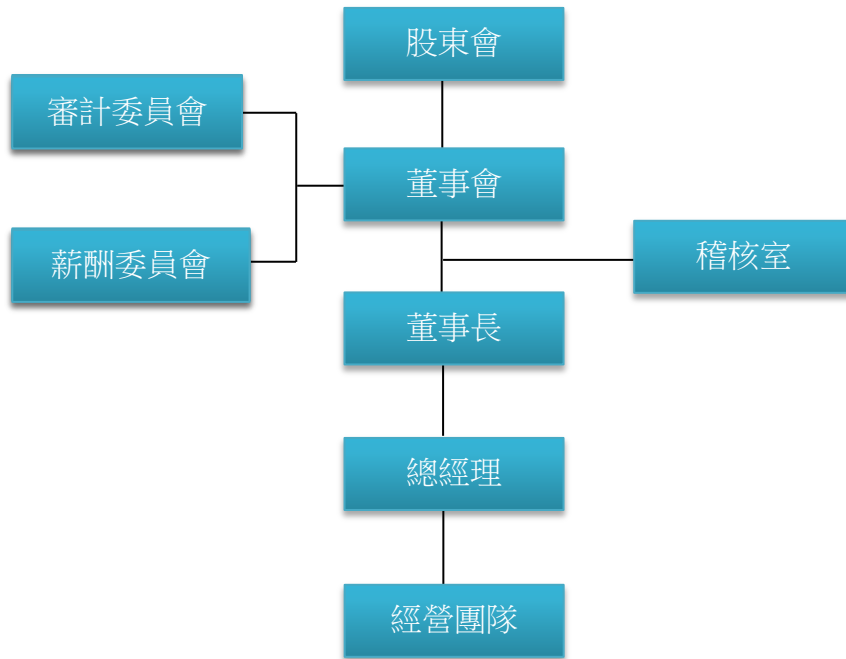 股東會
審計委員會
董事會
薪酬委員會
稽核室
董事長
總經理
經營團隊